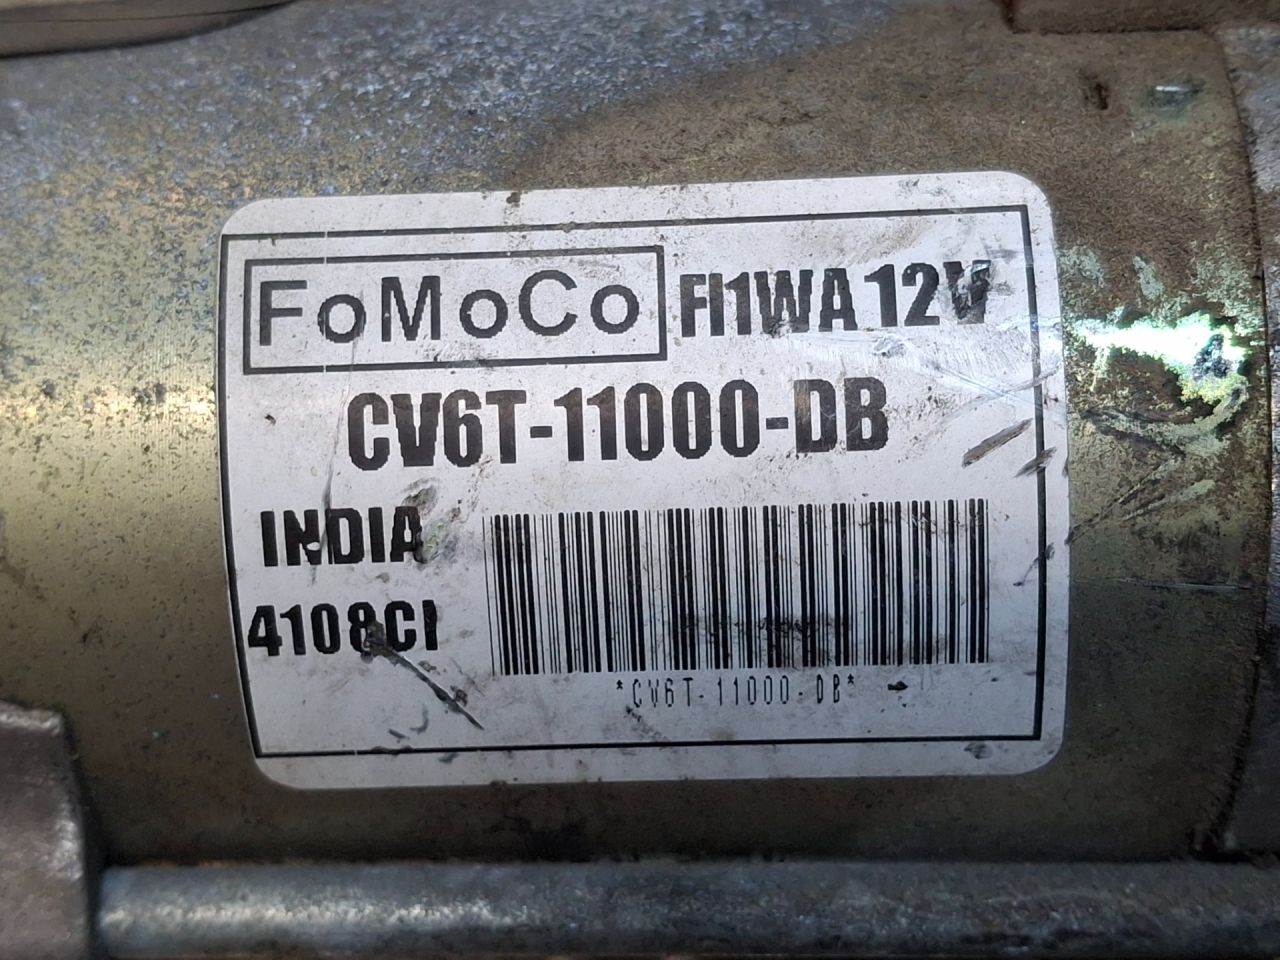 FoMoCo FI1WA 12V
CV6T-11000-DB
INDIA
4108CI
*CV6T-11000-DB*